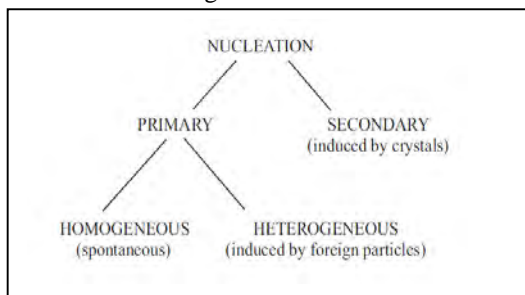 NUCLEATION
PRIMARY SECONDARY
(induced by crystals)
HOMOGENEOUS HETEROGENEOUS
(spontaneous) (induced by foreign particles)